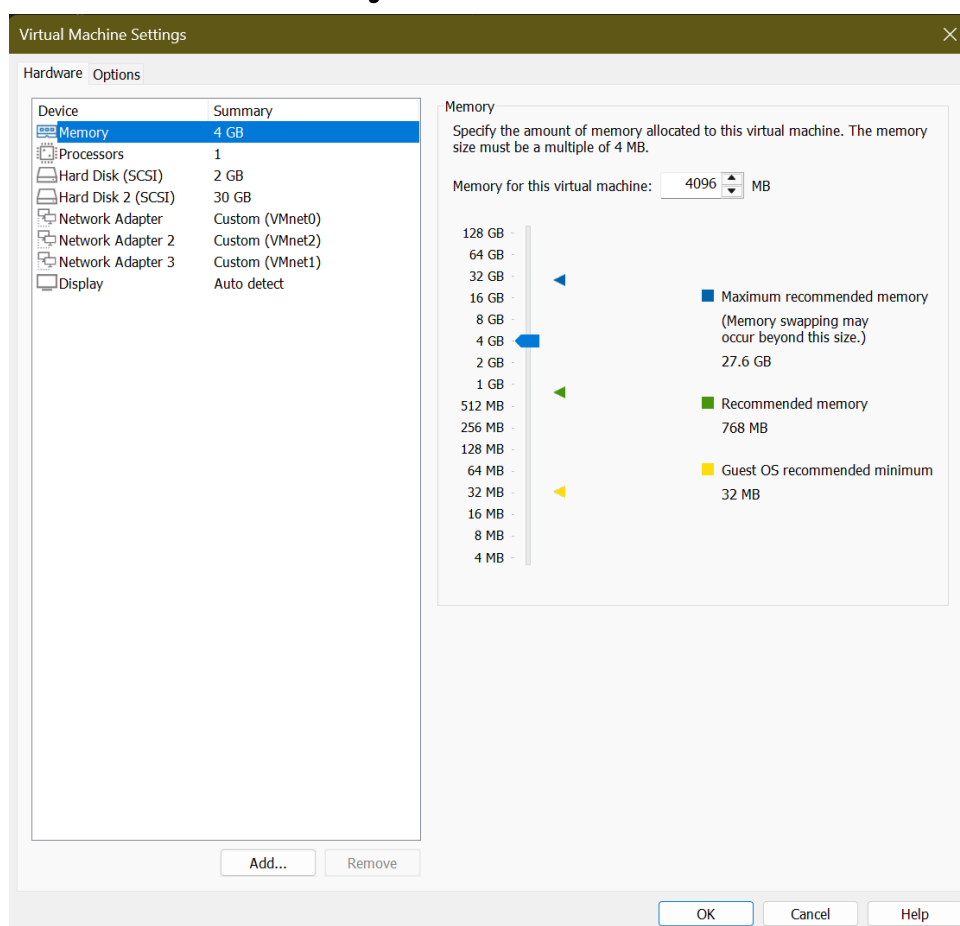 Virtual Machine Settings
Hardware Options
Device Summary
Memory 4 GB
Processors 1
Hard Disk (SCSI) 2 GB
Hard Disk 2 (SCSI) 30 GB
Network Adapter Custom (VMnet0)
Network Adapter 2 Custom (VMnet2)
Network Adapter 3 Custom (VMnet1)
Display Auto detect
Add... Remove
Memory
Specify the amount of memory allocated to this virtual machine. The memory
size must be a multiple of 4 MB.
Memory for this virtual machine: 4096 MB
128 GB
64 GB
32 GB
16 GB
8 GB
4 GB
2 GB
1 GB
512 MB
256 MB
128 MB
64 MB
32 MB
16 MB
8 MB
4 MB
Maximum recommended memory
(Memory swapping may
occur beyond this size.)
27.6 GB
Recommended memory
768 MB
Guest OS recommended minimum
32 MB
OK Cancel Help